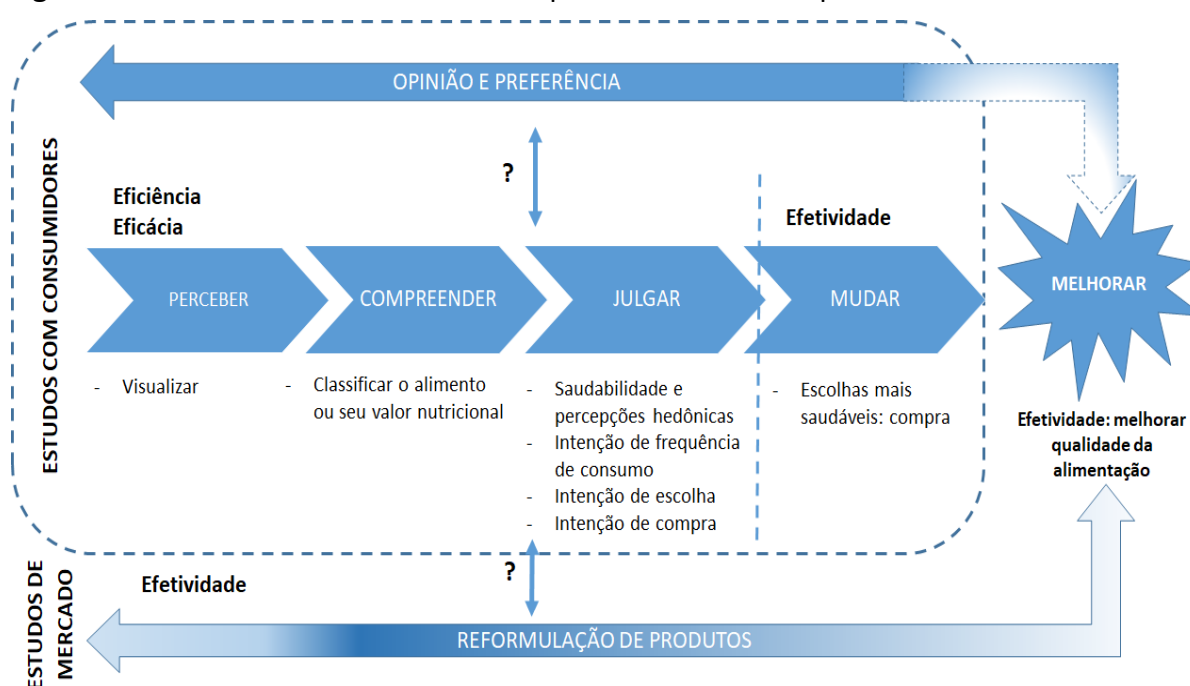 OPINIÃO E PREFERÊNCIA
ESTUDOS COM CONSUMIDORES
?
Eficiência
Eficácia
Efetividade
PERCEBER
COMPREENDER
JULGAR
MUDAR
MELHORAR
- Visualizar
- Classificar o alimento
ou seu valor nutricional
- Saudabilidade e
percepções hedônicas
- Intenção de frequência
de consumo
- Intenção de escolha
- Intenção de compra
- Escolhas mais
saudáveis: compra
Efetividade: melhorar
qualidade da
alimentação
ESTUDOS DE
MERCADO
Efetividade
?
REFORMULAÇÃO DE PRODUTOS